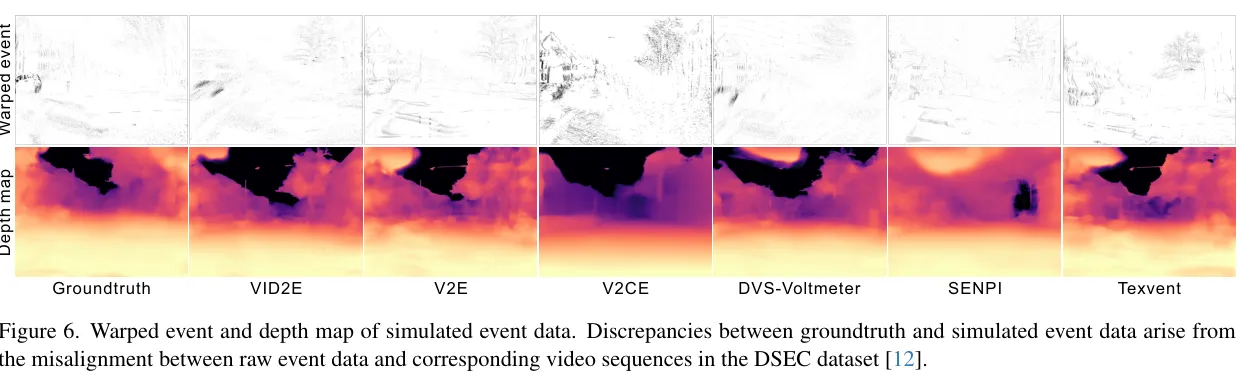 Warped event
Depth map
Groundtruth VID2E V2E V2CE DVS-Voltmeter SENPI Texvent
Figure 6. Warped event and depth map of simulated event data. Discrepancies between groundtruth and simulated event data arise from
the misalignment between raw event data and corresponding video sequences in the DSEC dataset [12].